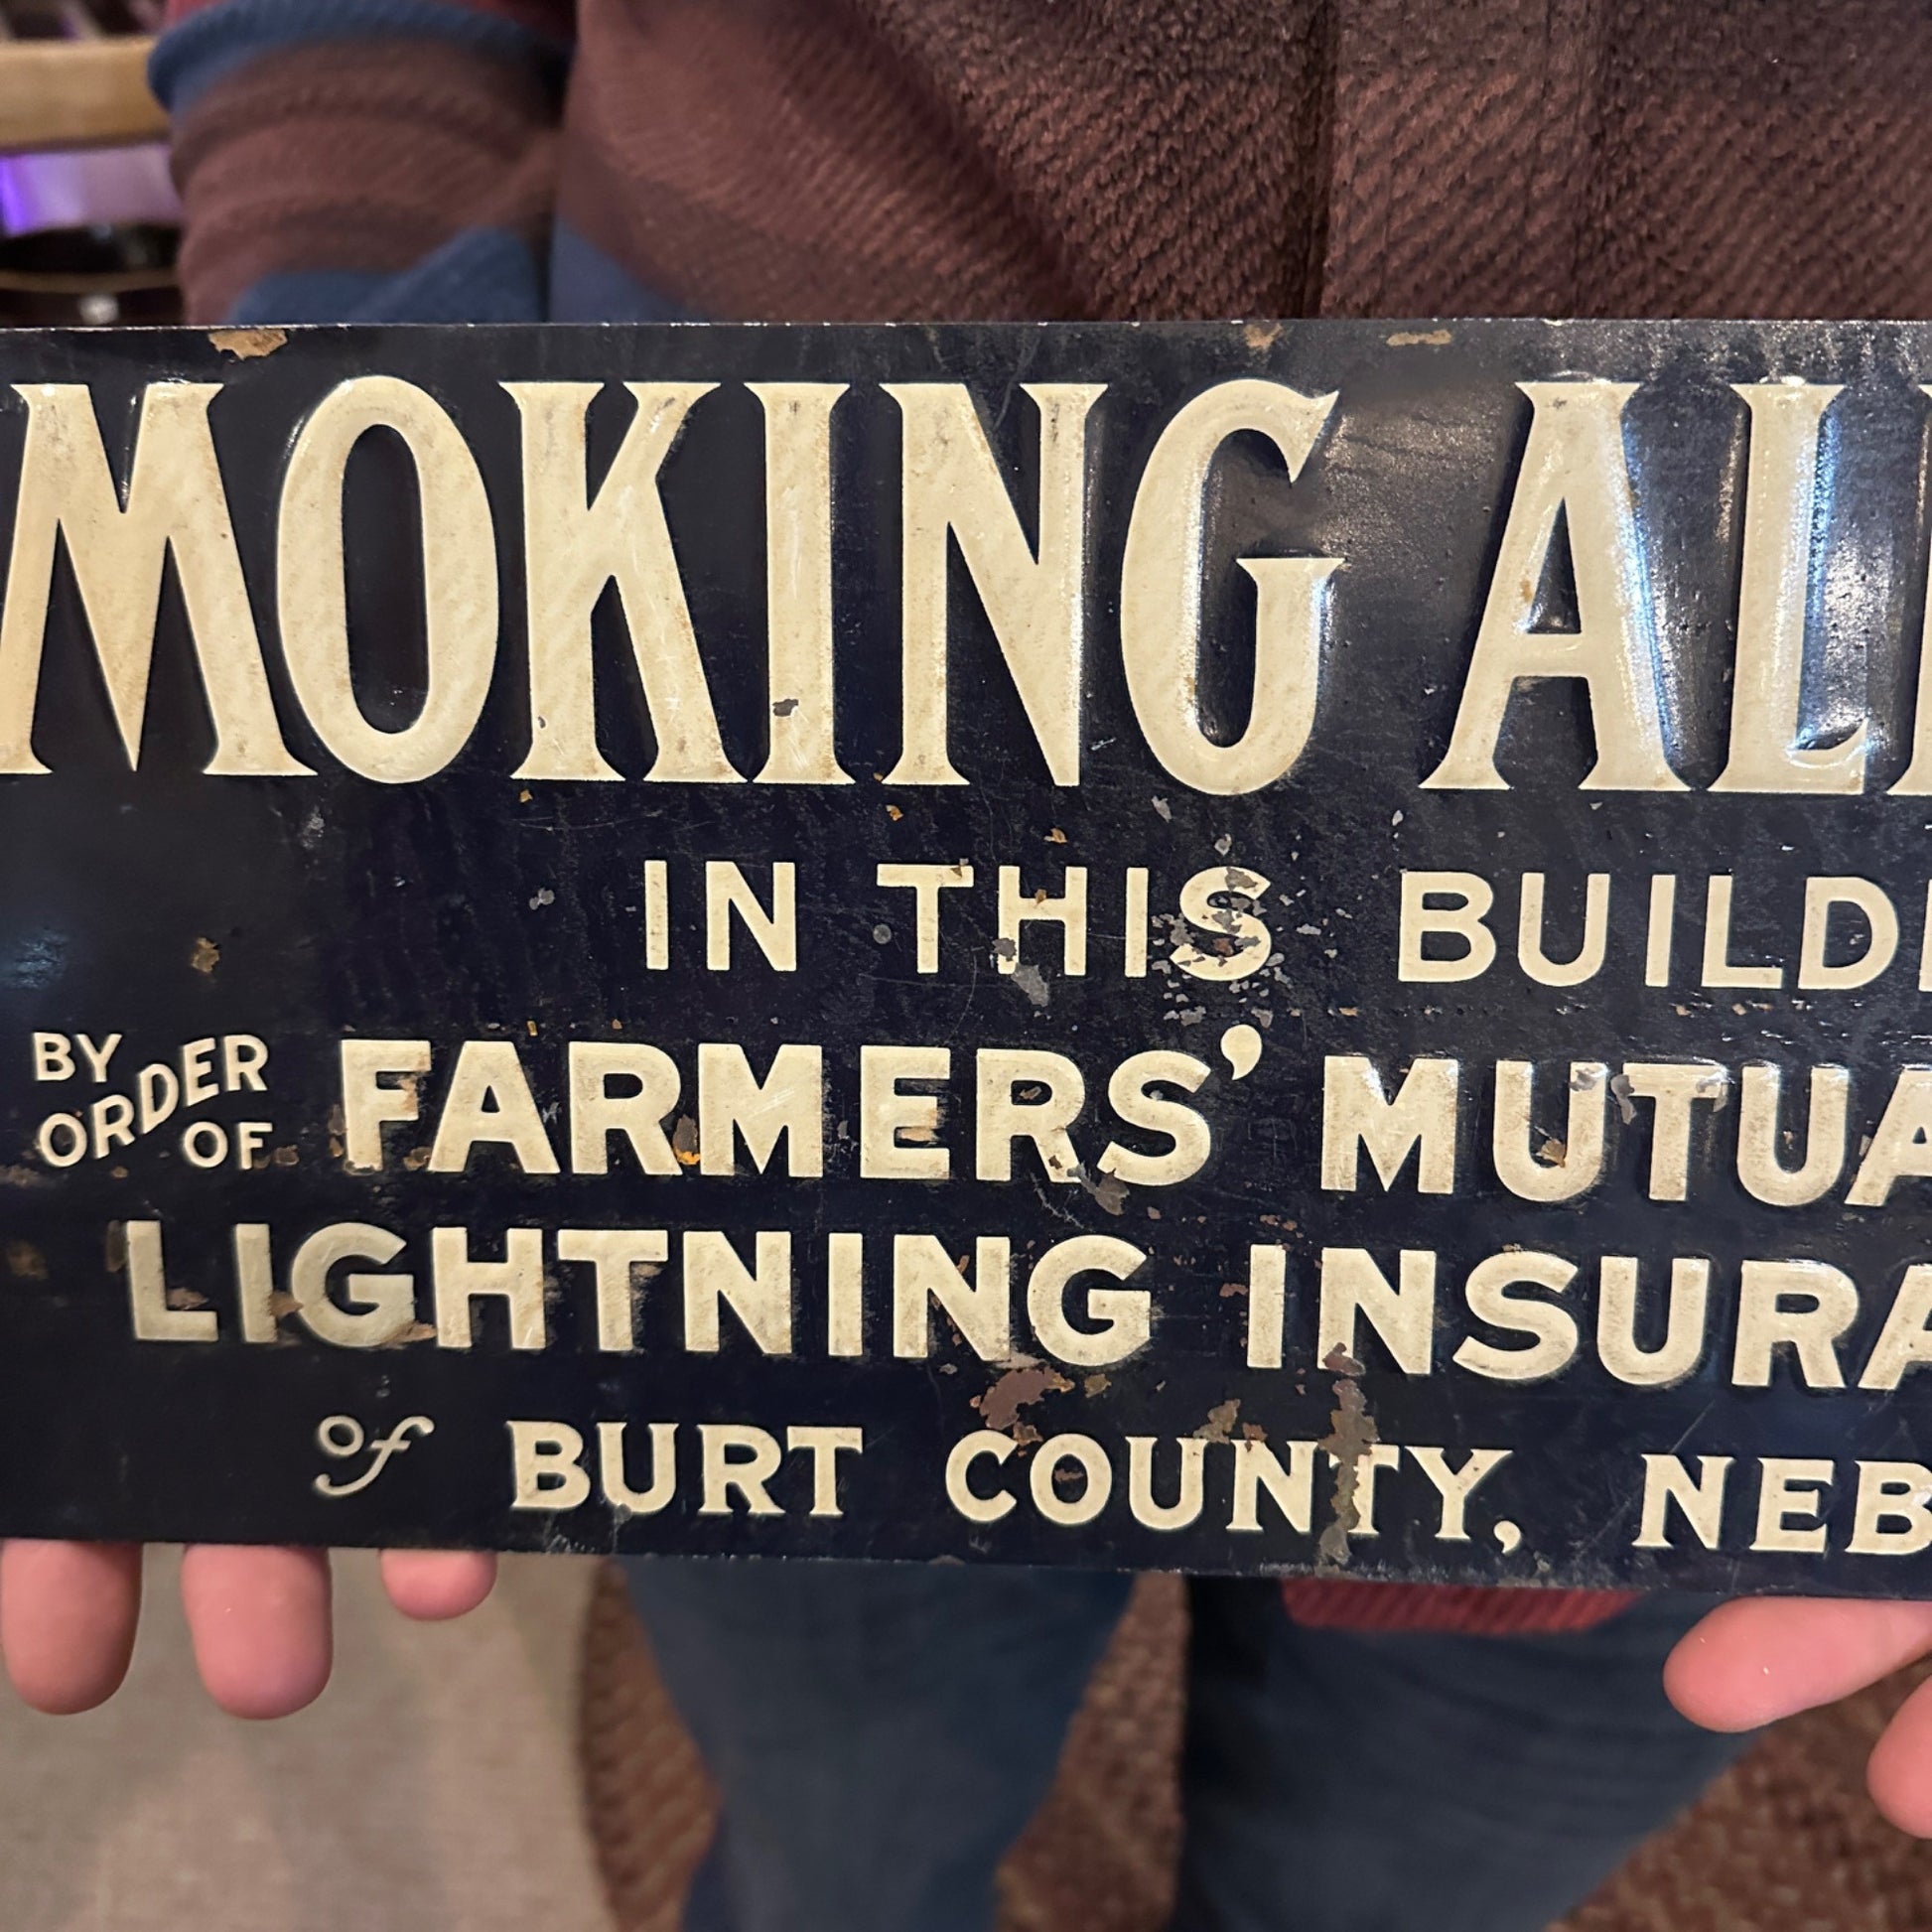 MOKING AL
IN THIS BUILD
BY ORDER OF FARMERS' MUTUA
LIGHTNING INSURA
of BURT COUNTY, NEB